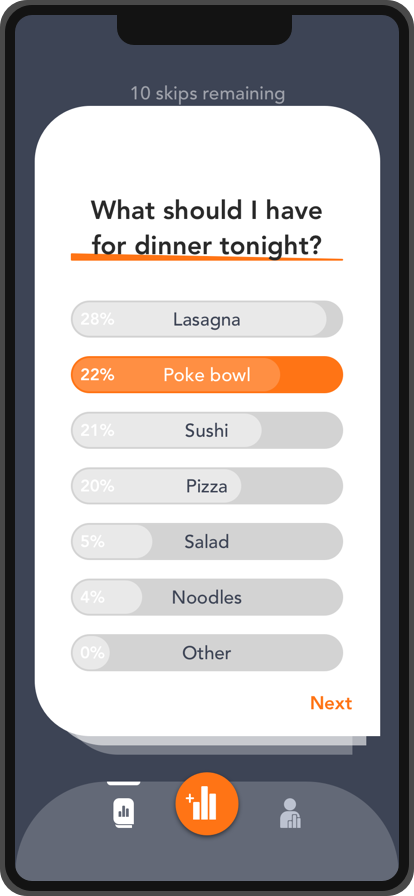 10 skips remaining
What should I have
for dinner tonight?
28% Lasagna
22% Poke bowl
21% Sushi
20% Pizza
5% Salad
4% Noodles
0% Other
Next